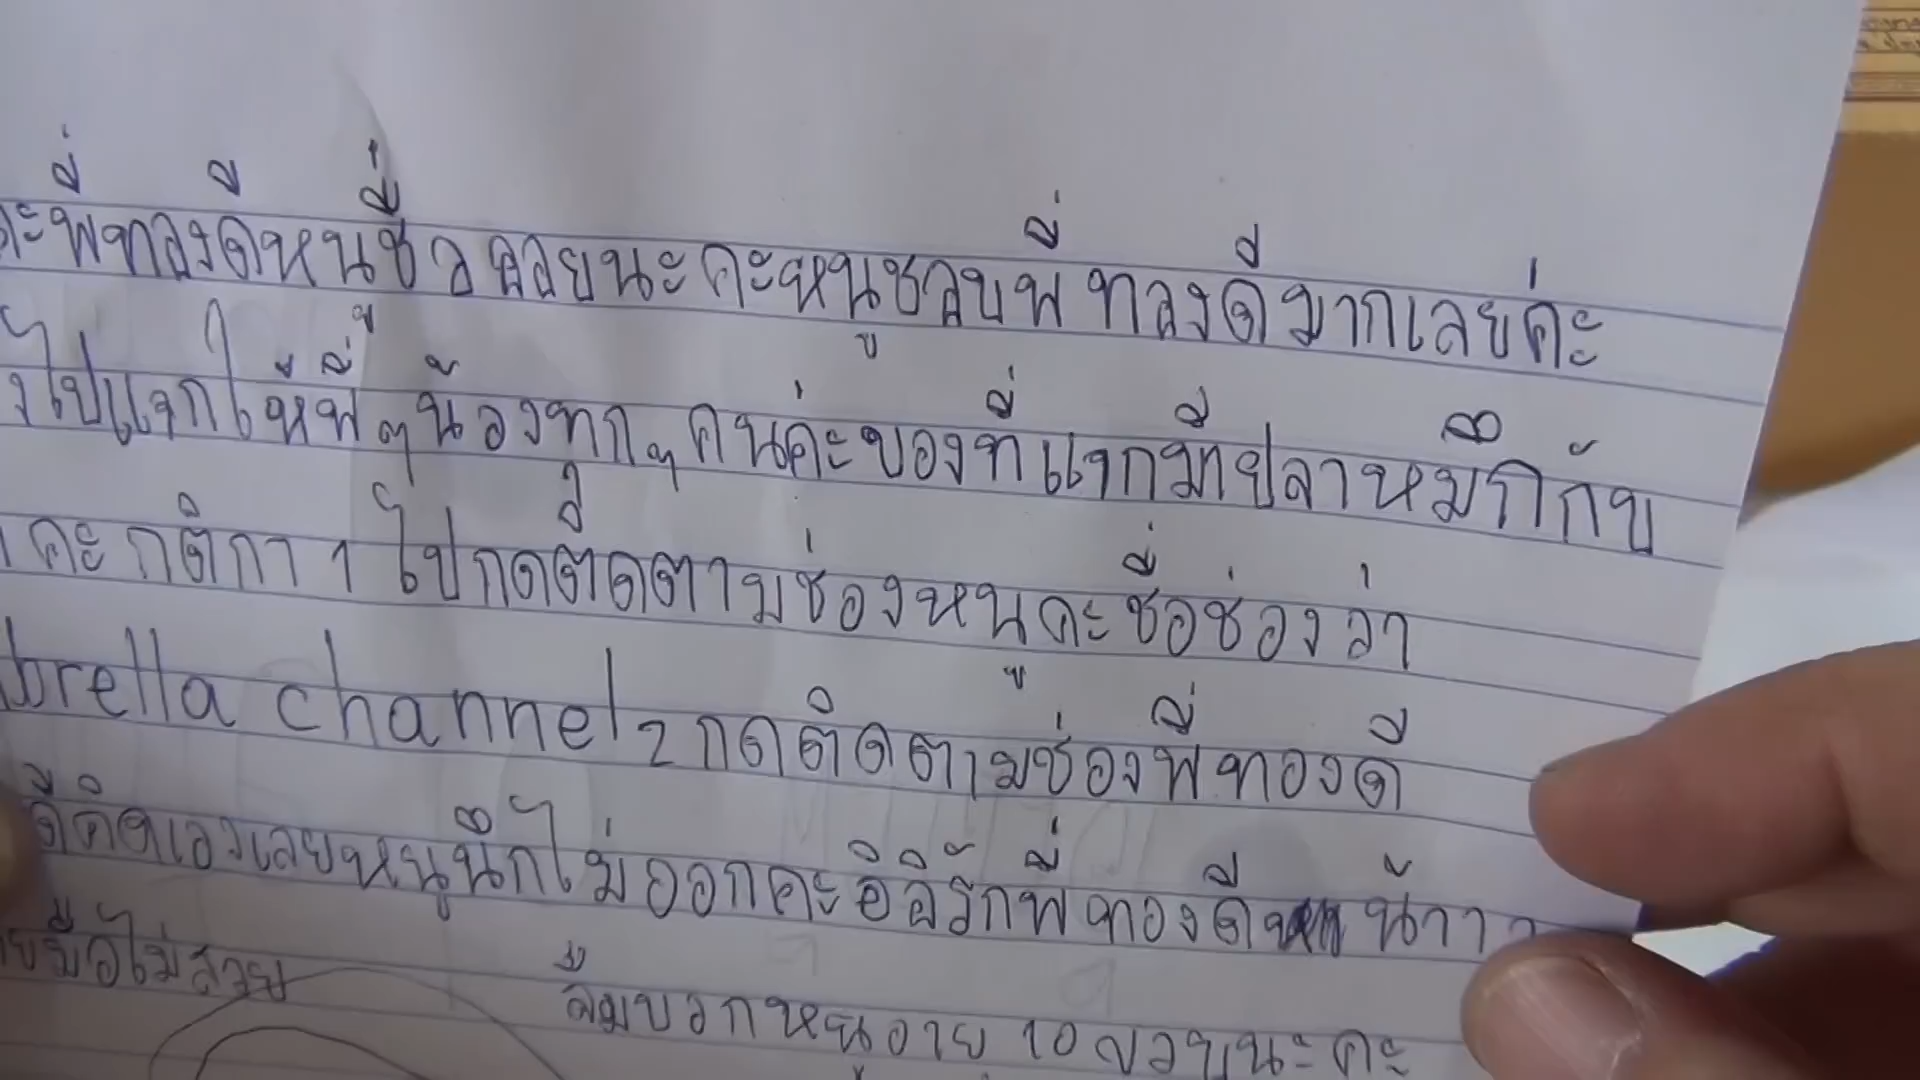 คะพี่ทองดีหนูชื่อออยนะคะหนูชอบพี่ทองดีมากเลยค่ะ
งไปแจกให้พี่ๆน้องทุกๆคนค่ะของที่แจกมีปลาหมึกกับ
คะกติกา 1 ไปกดตีดตามช่องหนูคะชื่อช่องว่า
brella channel 2 กดติดตามช่องพี่ทองดี
ดีคิดเองเลยหนูนึกไม่ออกคะอิอิรักพี่ทองดีน้าาา
ยมือไม่สวย
ลืมบอกหนูอายุ 10 ขวบนะคะ